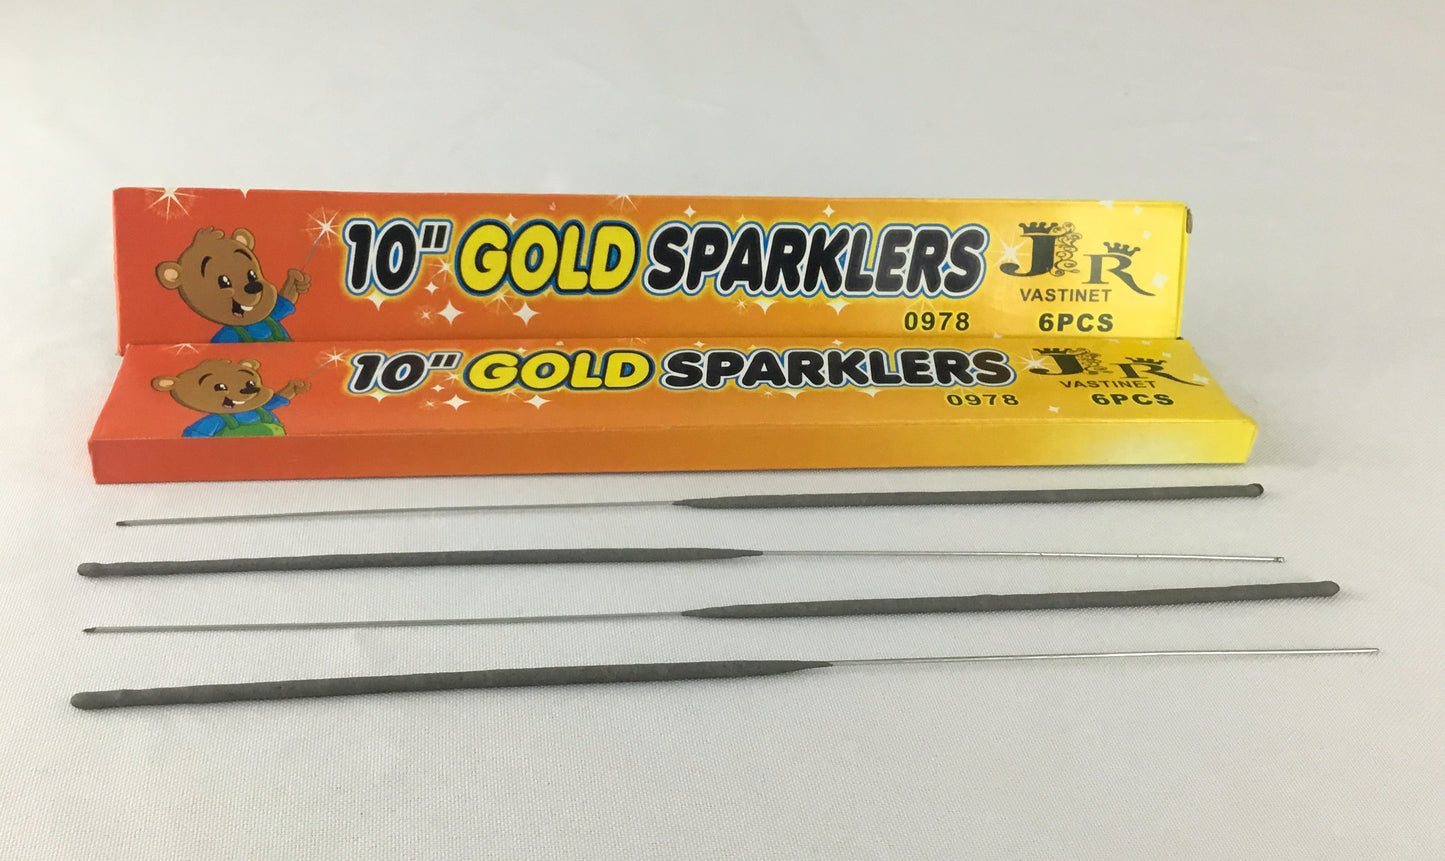 10" GOLD SPARKLERS
JR
VASTINET
0978
6PCS
10" GOLD SPARKLERS
JR
VASTINET
0978
6PCS